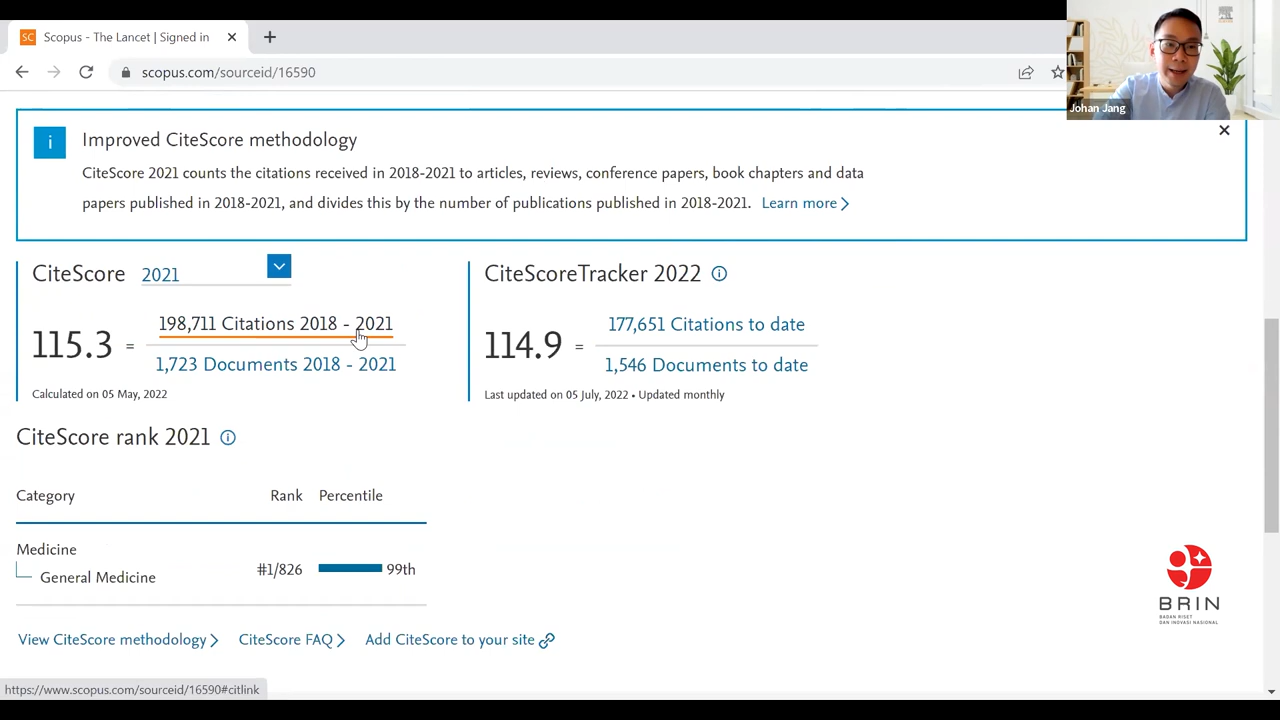 SC Scopus - The Lancet | Signed in
scopus.com/sourceid/16590
Johan Jang
i Improved CiteScore methodology
CiteScore 2021 counts the citations received in 2018-2021 to articles, reviews, conference papers, book chapters and data
papers published in 2018-2021, and divides this by the number of publications published in 2018-2021. Learn more
CiteScore 2021
198,711 Citations 2018 - 2021
115.3 =
1,723 Documents 2018 - 2021
Calculated on 05 May, 2022
CiteScoreTracker 2022 i
177,651 Citations to date
114.9 =
1,546 Documents to date
Last updated on 05 July, 2022 • Updated monthly
CiteScore rank 2021 i
Category Rank Percentile
Medicine
General Medicine #1/826 99th
View CiteScore methodology CiteScore FAQ Add CiteScore to your site
BRIN
BADAN RISET
DAN INOVASI NASIONAL
https://www.scopus.com/sourceid/16590#citlink